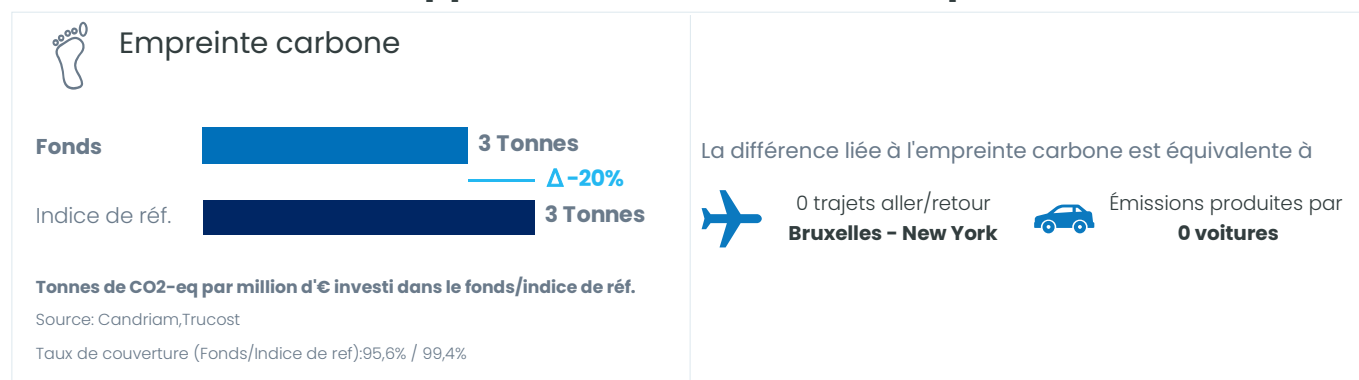 Empreinte carbone
Fonds
3 Tonnes
Δ -20%
Indice de réf.
3 Tonnes
Tonnes de CO2-eq par million d'€ investi dans le fonds/indice de réf.
Source: Candriam,Trucost
Taux de couverture (Fonds/Indice de ref):95,6% / 99,4%
La différence liée à l'empreinte carbone est équivalente à
0 trajets aller/retour
Bruxelles - New York
Émissions produites par
0 voitures